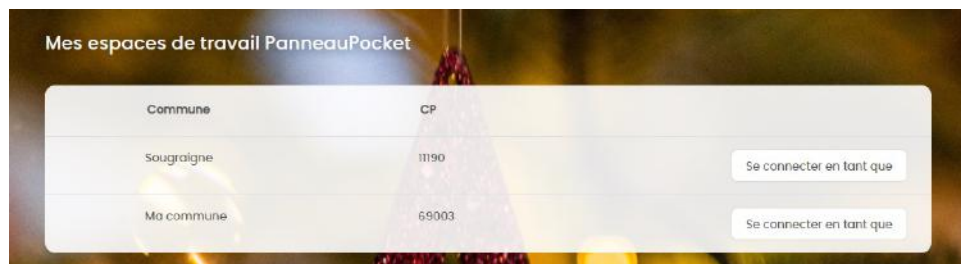 Mes espaces de travail PanneauPocket
Commune CP
Sougraigne 11190 Se connecter en tant que
Ma commune 69003 Se connecter en tant que